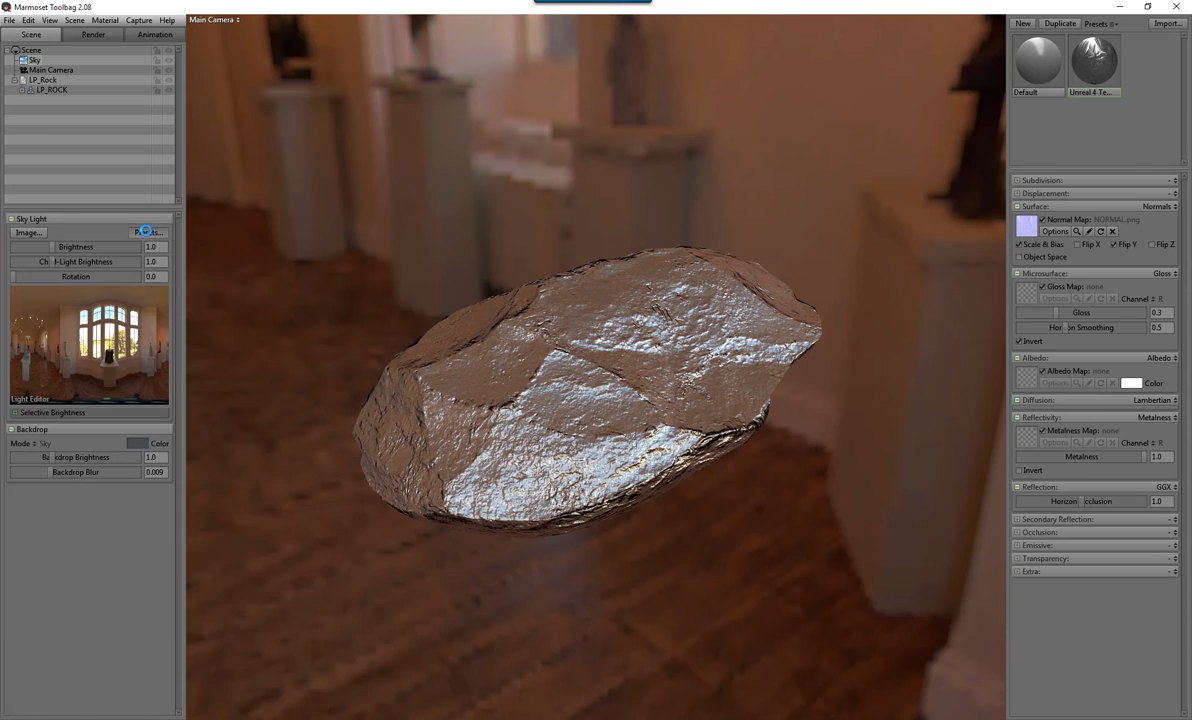 Marmoset Toolbag 2.08
File Edit View Scene Material Capture Help
Main Camera
New Duplicate Presets Import...
Scene Render Animation
Scene
Sky
Main Camera
LP_Rock
LP_ROCK
Default Unreal 4 Te...
Sky Light
Image...
Brightness 1.0
-Light Brightness 1.0
Rotation 0.0
Light Editor
Selective Brightness
Backdrop
Mode Sky Color
Backdrop Brightness 1.0
Backdrop Blur 0.009
Subdivision: -
Displacement: -
Surface: Normals
Normal Map: NORMAL.png
Options
Scale & Bias Flip X Flip Y Flip Z
Object Space
Microsurface: Gloss
Gloss Map: none
Options Channel R
Gloss 0.3
Horizon Smoothing 0.5
Invert
Albedo: Albedo
Albedo Map: none
Options Color
Diffusion: Lambertian
Reflectivity: Metalness
Metalness Map: none
Options Channel R
Metalness 1.0
Invert
Reflection: GGX
Horizon Occlusion 1.0
Secondary Reflection: -
Occlusion: -
Emissive: -
Transparency: -
Extra: -